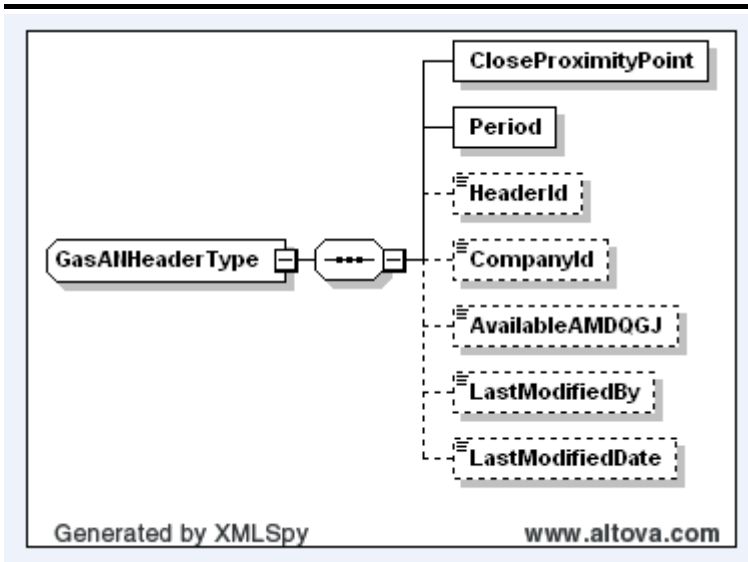 CloseProximityPoint
Period
HeaderId
GasANHeaderType
CompanyId
AvailableAMDQGJ
LastModifiedBy
LastModifiedDate
Generated by XMLSpy
www.altova.com